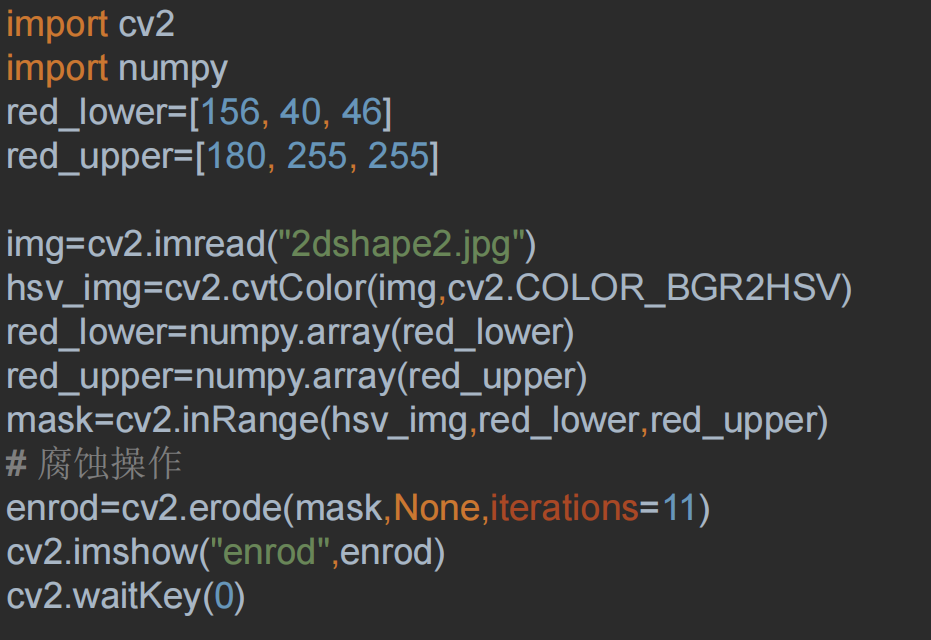 import cv2
import numpy
red_lower=[156, 40, 46]
red_upper=[180, 255, 255]
img=cv2.imread("2dshape2.jpg")
hsv_img=cv2.cvtColor(img,cv2.COLOR_BGR2HSV)
red_lower=numpy.array(red_lower)
red_upper=numpy.array(red_upper)
mask=cv2.inRange(hsv_img,red_lower,red_upper)
# 腐蚀操作
enrod=cv2.erode(mask,None,iterations=11)
cv2.imshow("enrod",enrod)
cv2.waitKey(0)